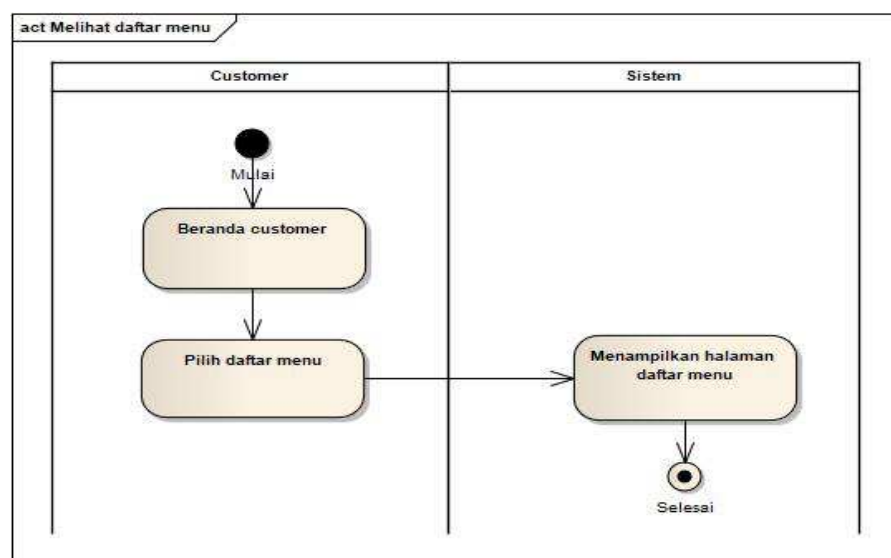 act Melihat daftar menu
Customer
Sistem
Mulai
Beranda customer
Pilih daftar menu
Menampilkan halaman
daftar menu
Selesai